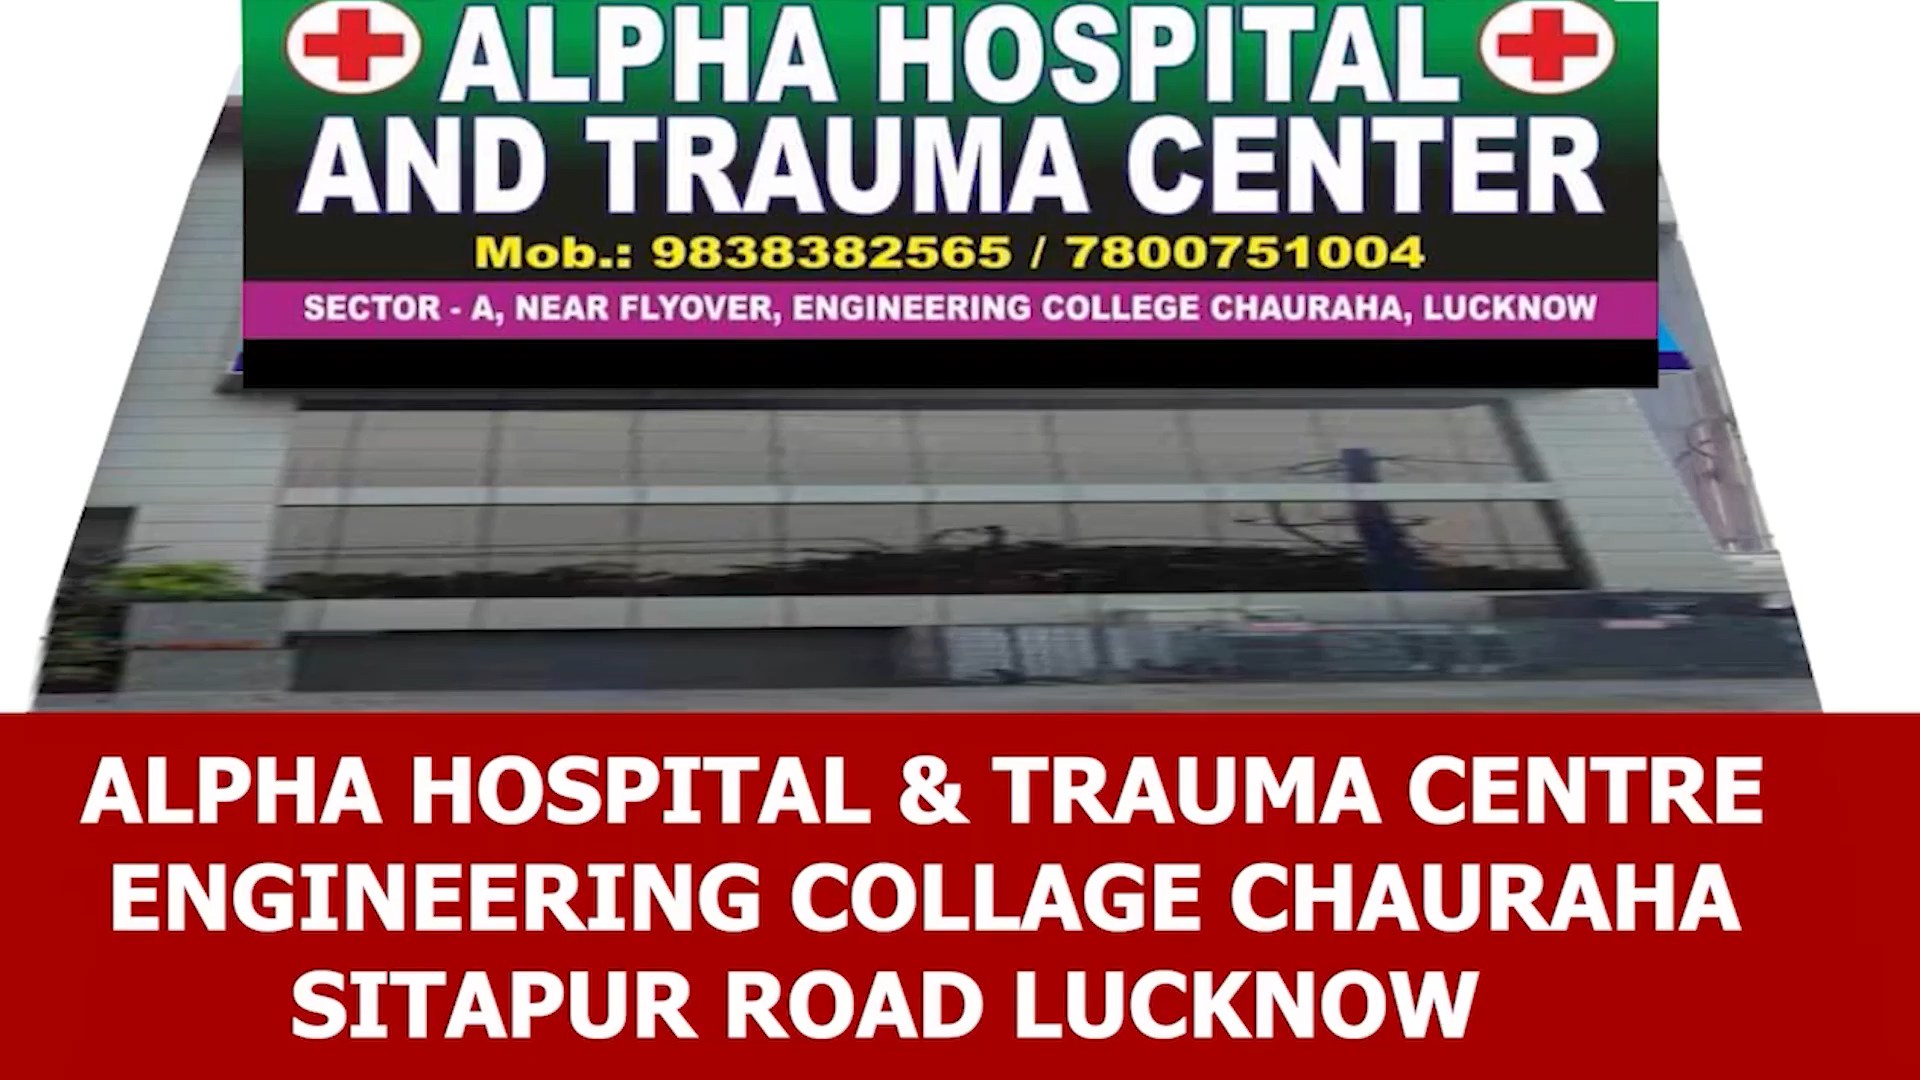 ALPHA HOSPITAL
AND TRAUMA CENTER
Mob.: 9838382565 / 7800751004
SECTOR - A, NEAR FLYOVER, ENGINEERING COLLEGE CHAURAHA, LUCKNOW
ALPHA HOSPITAL & TRAUMA CENTRE
ENGINEERING COLLAGE CHAURAHA
SITAPUR ROAD LUCKNOW